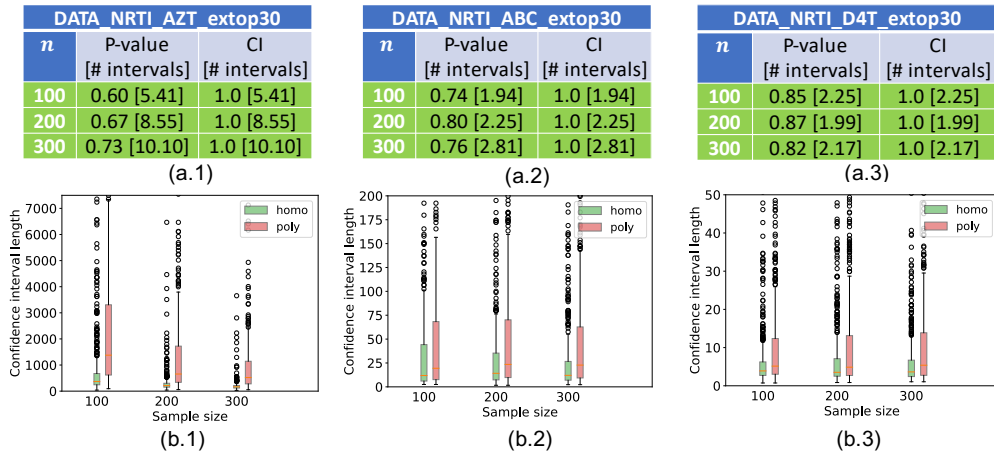 DATA_NRTI_AZT_extop30
n P-value [# intervals] CI [# intervals]
100 0.60 [5.41] 1.0 [5.41]
200 0.67 [8.55] 1.0 [8.55]
300 0.73 [10.10] 1.0 [10.10]
(a.1)
DATA_NRTI_ABC_extop30
n P-value [# intervals] CI [# intervals]
100 0.74 [1.94] 1.0 [1.94]
200 0.80 [2.25] 1.0 [2.25]
300 0.76 [2.81] 1.0 [2.81]
(a.2)
DATA_NRTI_D4T_extop30
n P-value [# intervals] CI [# intervals]
100 0.85 [2.25] 1.0 [2.25]
200 0.87 [1.99] 1.0 [1.99]
300 0.82 [2.17] 1.0 [2.17]
(a.3)
Confidence interval length
7000
6000
5000
4000
3000
2000
1000
0
homo
poly
100 200 300
Sample size
(b.1)
Confidence interval length
200
175
150
125
100
75
50
25
0
homo
poly
100 200 300
Sample size
(b.2)
Confidence interval length
50
40
30
20
10
0
homo
poly
100 200 300
Sample size
(b.3)